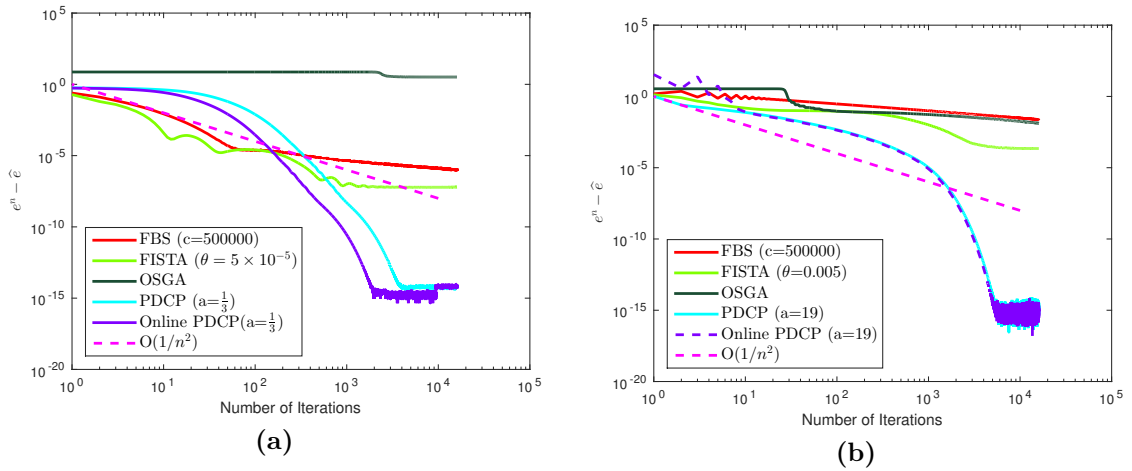 10^5
10^0
10^-5
10^-10
10^-15
10^-20
e^n − ê
FBS (c=500000)
FISTA (θ = 5 × 10^−5)
OSGA
PDCP (a=1/3)
Online PDCP(a=1/3)
O(1/n^2)
10^0 10^1 10^2 10^3 10^4 10^5
Number of Iterations
(a)
10^5
10^0
10^-5
10^-10
10^-15
10^-20
e^n − ê
FBS (c=500000)
FISTA (θ=0.005)
OSGA
PDCP (a=19)
Online PDCP (a=19)
O(1/n^2)
10^0 10^1 10^2 10^3 10^4 10^5
Number of Iterations
(b)